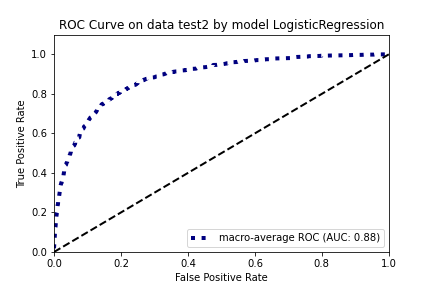 ROC Curve on data test2 by model LogisticRegression
True Positive Rate
1.0
0.8
0.6
0.4
0.2
0.0
macro-average ROC (AUC: 0.88)
0.0 0.2 0.4 0.6 0.8 1.0
False Positive Rate